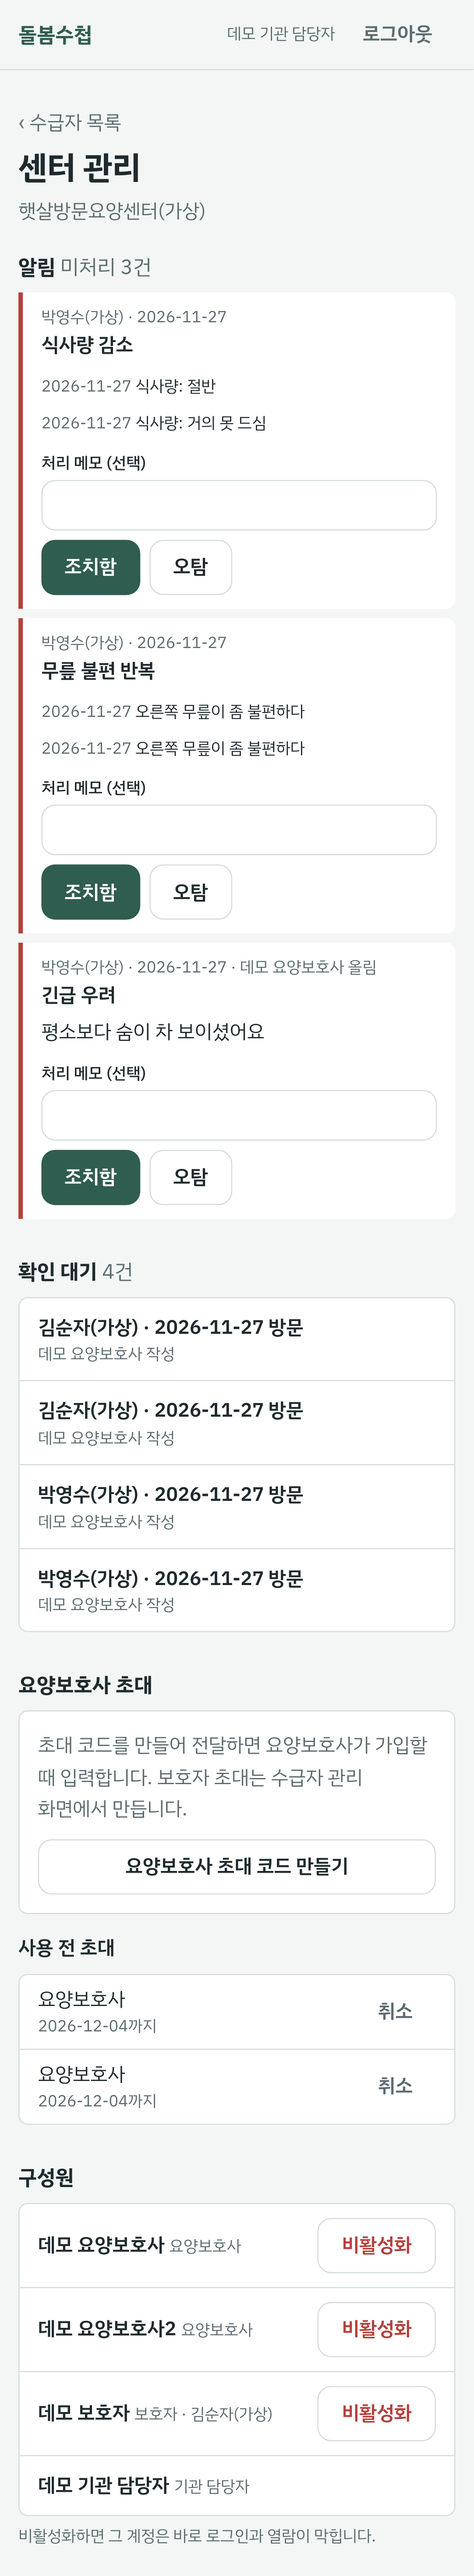 돌봄수첩
데모 기관 담당자 로그아웃
‹ 수급자 목록
센터 관리
햇살방문요양센터(가상)
알림 미처리 3건
박영수(가상) · 2026-11-27
식사량 감소
2026-11-27 식사량: 절반
2026-11-27 식사량: 거의 못 드심
처리 메모 (선택)
조치함 오탐
박영수(가상) · 2026-11-27
무릎 불편 반복
2026-11-27 오른쪽 무릎이 좀 불편하다
2026-11-27 오른쪽 무릎이 좀 불편하다
처리 메모 (선택)
조치함 오탐
박영수(가상) · 2026-11-27 · 데모 요양보호사 올림
긴급 우려
평소보다 숨이 차 보이셨어요
처리 메모 (선택)
조치함 오탐
확인 대기 4건
김순자(가상) · 2026-11-27 방문
데모 요양보호사 작성
김순자(가상) · 2026-11-27 방문
데모 요양보호사 작성
박영수(가상) · 2026-11-27 방문
데모 요양보호사 작성
박영수(가상) · 2026-11-27 방문
데모 요양보호사 작성
요양보호사 초대
초대 코드를 만들어 전달하면 요양보호사가 가입할
때 입력합니다. 보호자 초대는 수급자 관리
화면에서 만듭니다.
요양보호사 초대 코드 만들기
사용 전 초대
요양보호사
2026-12-04까지
취소
요양보호사
2026-12-04까지
취소
구성원
데모 요양보호사 요양보호사 비활성화
데모 요양보호사2 요양보호사 비활성화
데모 보호자 보호자 · 김순자(가상) 비활성화
데모 기관 담당자 기관 담당자
비활성화하면 그 계정은 바로 로그인과 열람이 막힙니다.